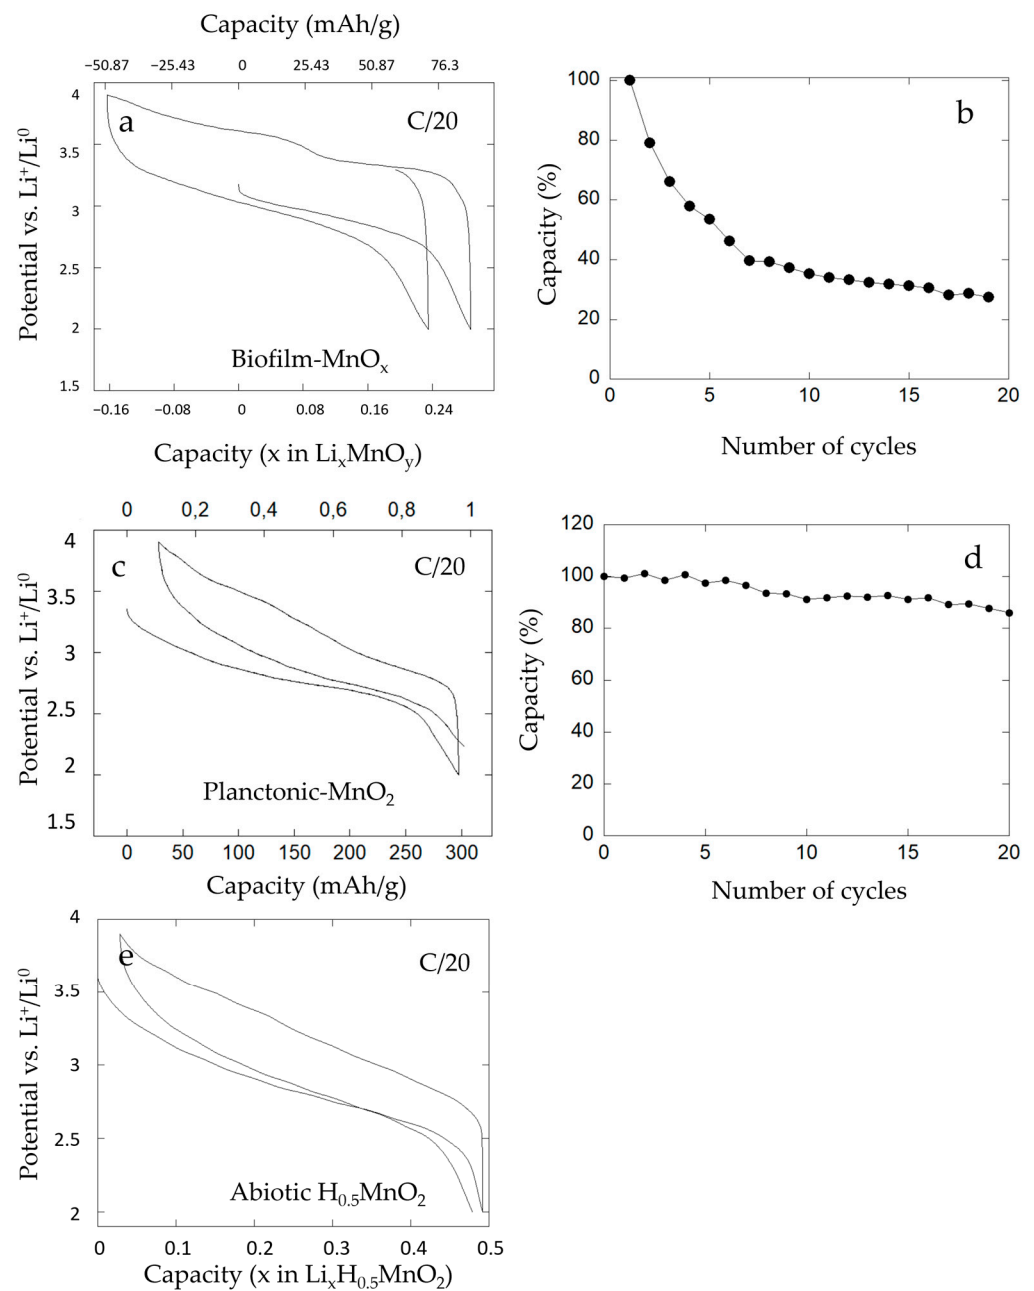 Capacity (mAh/g)
−50.87 −25.43 0 25.43 50.87 76.3
4
3.5
3
2.5
2
1.5
Potential vs. Li⁺/Li⁰
a
C/20
Biofilm-MnOₓ
−0.16 −0.08 0 0.08 0.16 0.24
Capacity (x in LiₓMnOᵧ)
100
80
60
40
20
0
Capacity (%)
b
0 5 10 15 20
Number of cycles
0 0,2 0,4 0,6 0,8 1
4
3.5
3
2.5
2
1.5
Potential vs. Li⁺/Li⁰
c
C/20
Planctonic-MnO₂
0 50 100 150 200 250 300
Capacity (mAh/g)
120
100
80
60
40
20
0
Capacity (%)
d
0 5 10 15 20
Number of cycles
4
3.5
3
2.5
2
Potential vs. Li⁺/Li⁰
e
C/20
Abiotic H₀.₅MnO₂
0 0.1 0.2 0.3 0.4 0.5
Capacity (x in LiₓH₀.₅MnO₂)